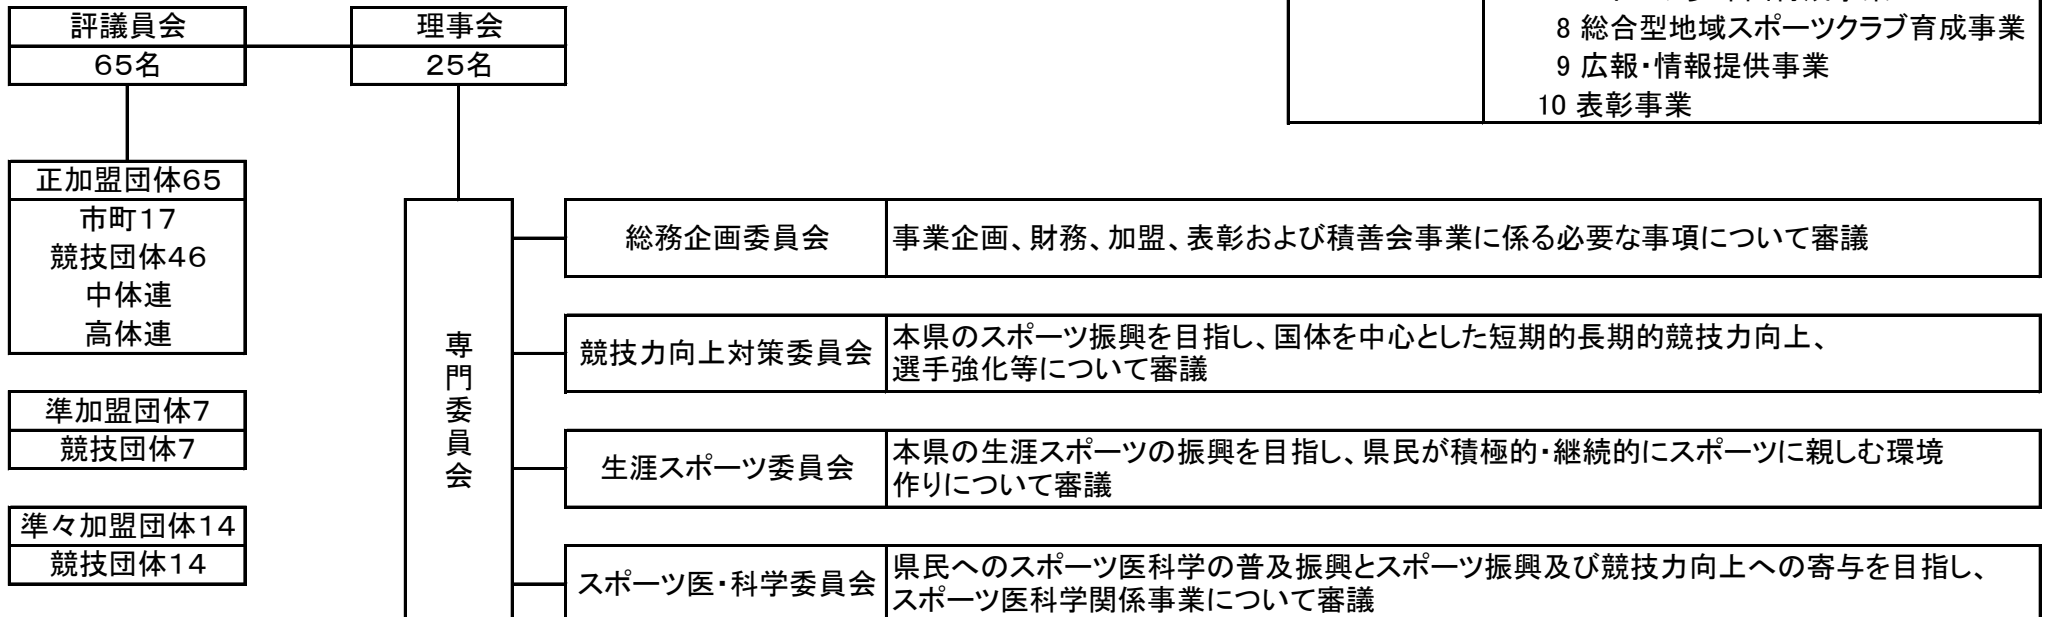 評議員会
65名
理事会
25名
8 総合型地域スポーツクラブ育成事業
9 広報・情報提供事業
10 表彰事業
正加盟団体65
市町17
競技団体46
中体連
高体連
準加盟団体7
競技団体7
準々加盟団体14
競技団体14
専門委員会
総務企画委員会
事業企画、財務、加盟、表彰および積善会事業に係る必要な事項について審議
競技力向上対策委員会
本県のスポーツ振興を目指し、国体を中心とした短期的長期的競技力向上、
選手強化等について審議
生涯スポーツ委員会
本県の生涯スポーツの振興を目指し、県民が積極的・継続的にスポーツに親しむ環境
作りについて審議
スポーツ医・科学委員会
県民へのスポーツ医科学の普及振興とスポーツ振興及び競技力向上への寄与を目指し、
スポーツ医科学関係事業について審議